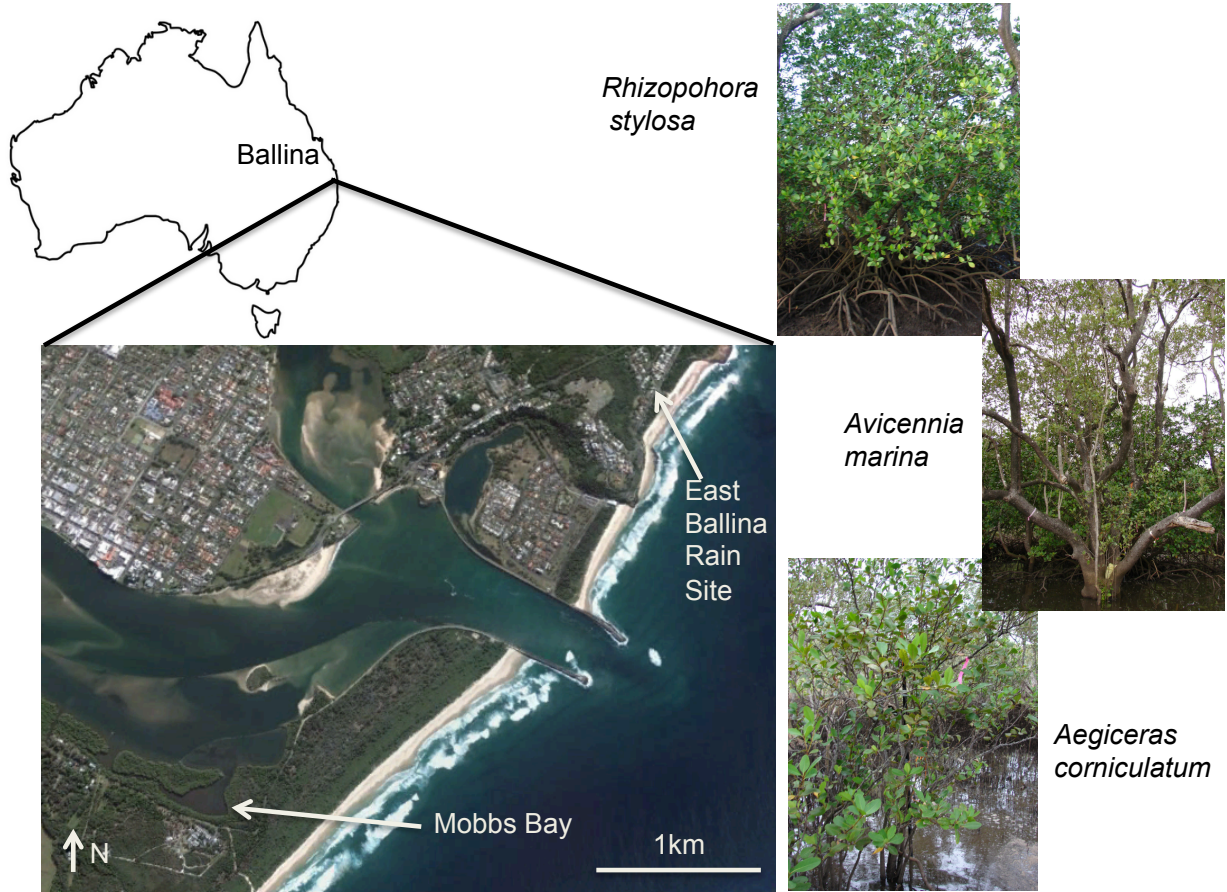 Ballina
Rhizopohora
stylosa
Avicennia
marina
East
Ballina
Rain
Site
Aegiceras
corniculatum
Mobbs Bay
N
1km